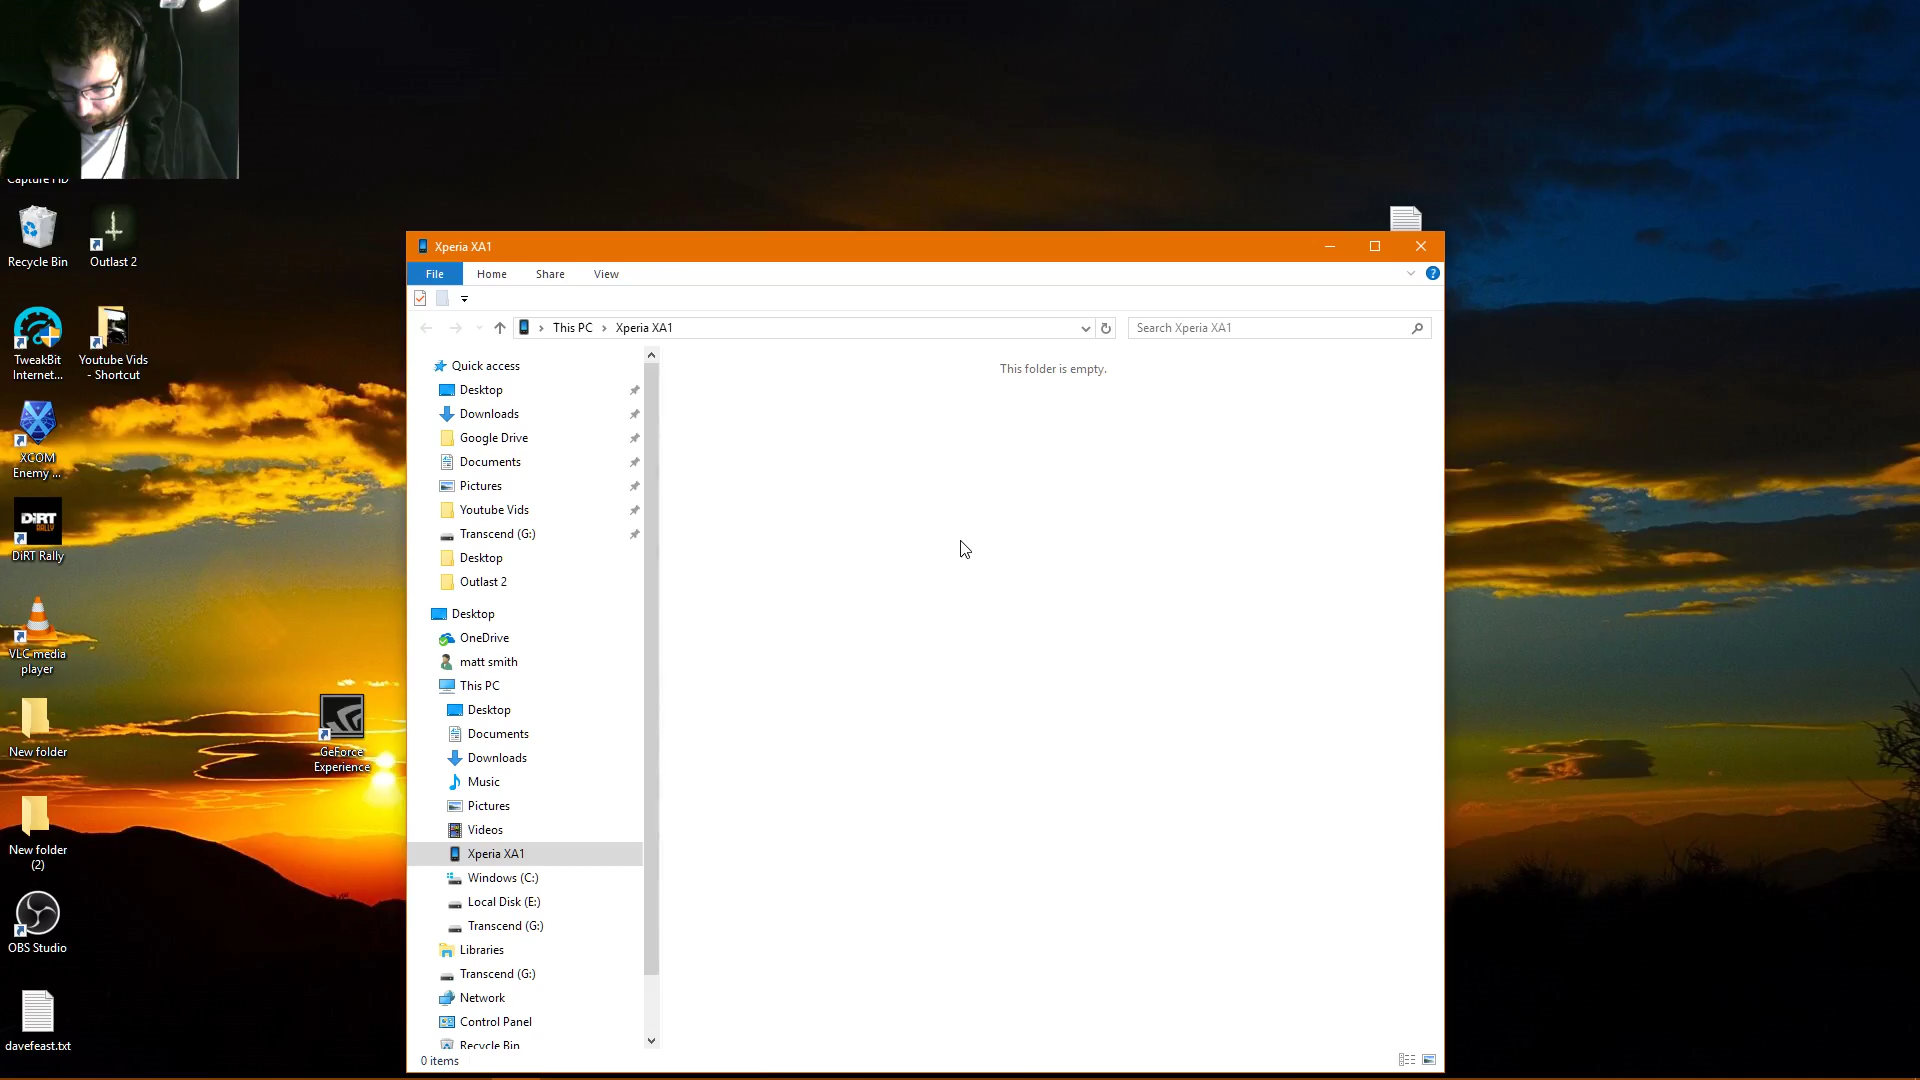 Capture HD
Recycle Bin
Outlast 2
TweakBit
Internet...
Youtube Vids
- Shortcut
XCOM
Enemy ...
DiRT
RALLY
DiRT Rally
VLC media
player
New folder
GeForce
Experience
New folder
(2)
OBS Studio
davefeast.txt
Xperia XA1
File
Home
Share
View
This PC
Xperia XA1
Search Xperia XA1
Quick access
Desktop
Downloads
Google Drive
Documents
Pictures
Youtube Vids
Transcend (G:)
Desktop
Outlast 2
Desktop
OneDrive
matt smith
This PC
Desktop
Documents
Downloads
Music
Pictures
Videos
Xperia XA1
Windows (C:)
Local Disk (E:)
Transcend (G:)
Libraries
Transcend (G:)
Network
Control Panel
Recycle Bin
This folder is empty.
0 items